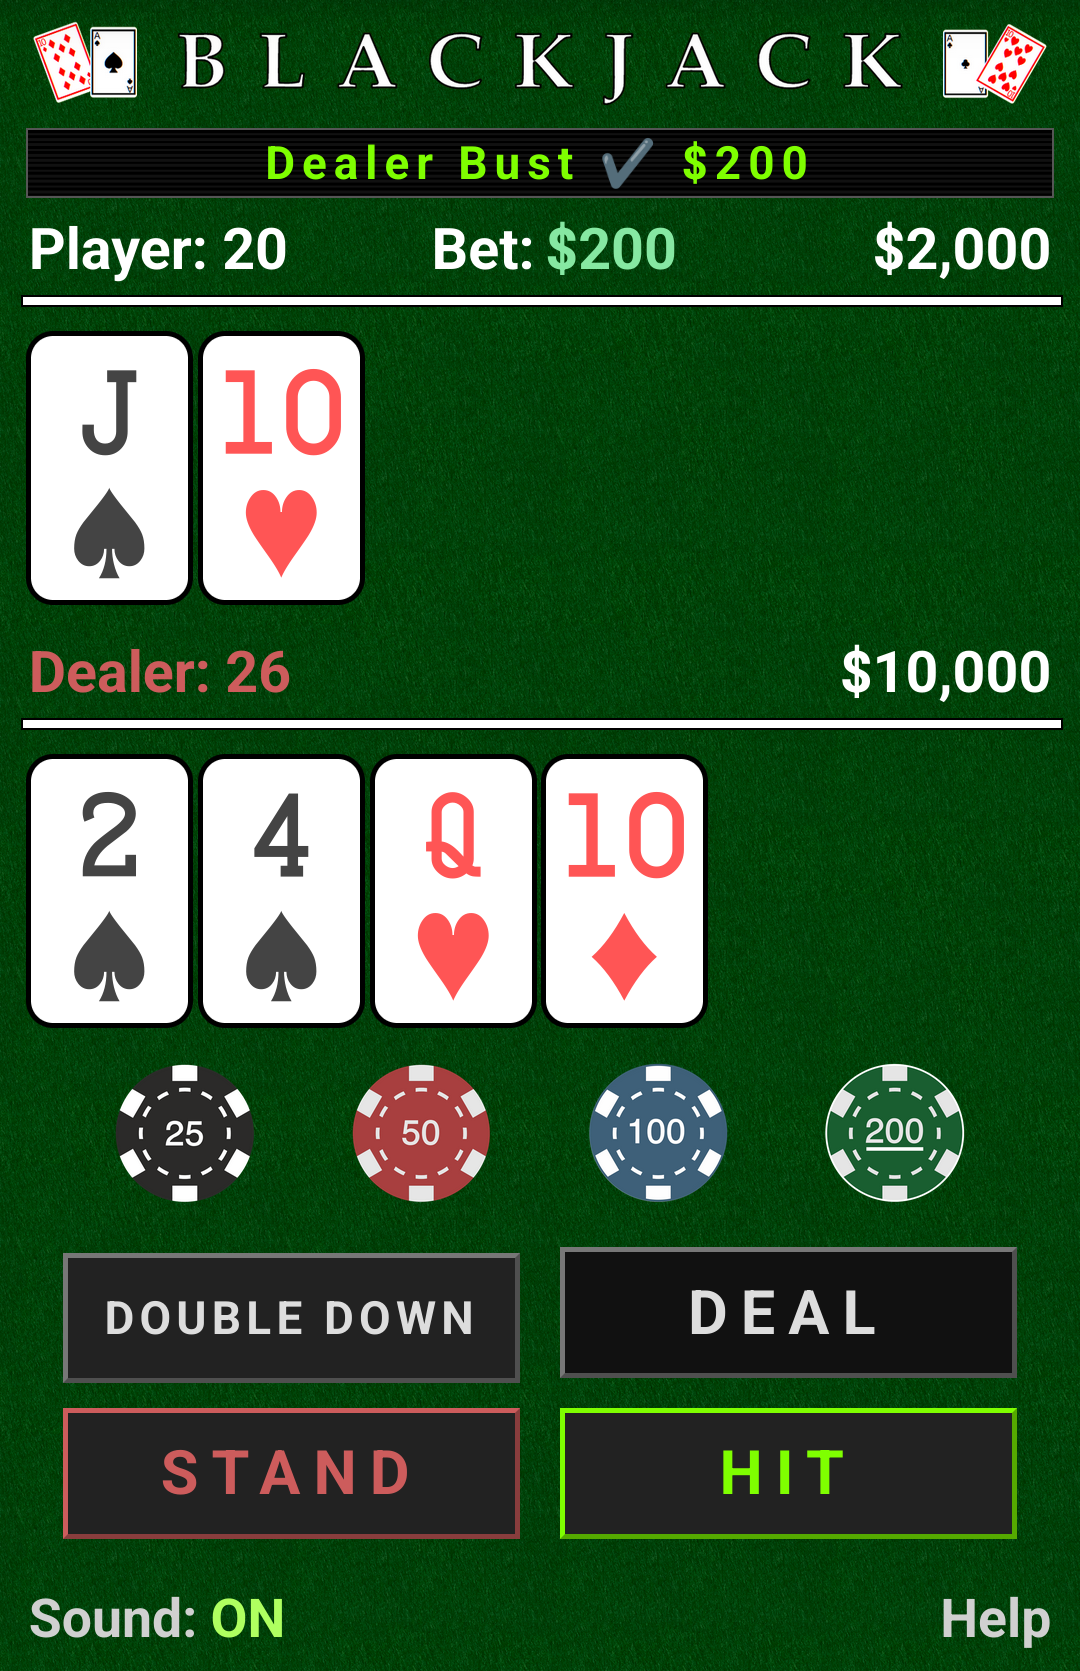 BLACKJACK
Dealer Bust ✔ $200
Player: 20 Bet: $200 $2,000
J 10
Dealer: 26 $10,000
2 4 Q 10
25 50 100 200
DOUBLE DOWN DEAL
STAND HIT
Sound: ON Help